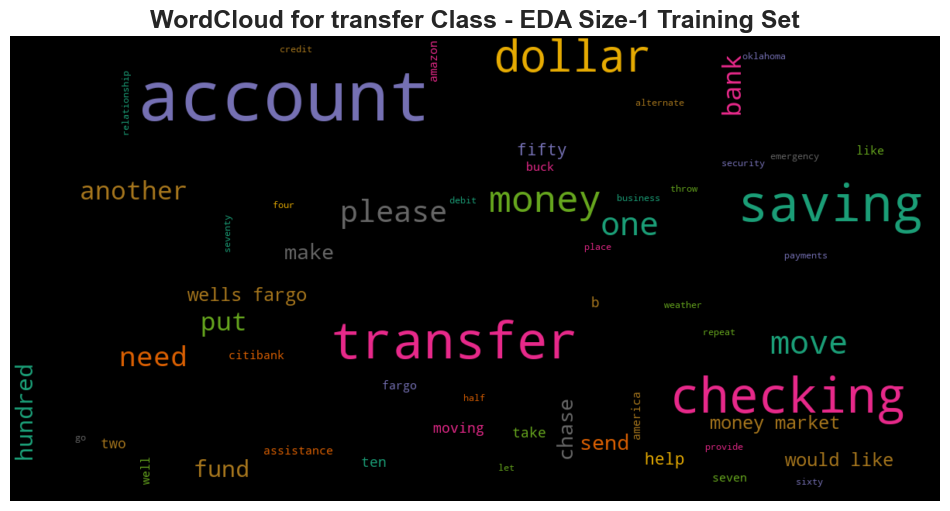 WordCloud for transfer Class - EDA Size-1 Training Set
credit
amazon
dollar
oklahoma
account
relationship
bank
alternate
fifty
buck
security
emergency
like
another
four
please
debit
money
business
throw
one
saving
seventy
make
place
payments
wells fargo
b
weather
put
transfer
repeat
move
need
citibank
fargo
half
checking
hundred
chase
america
money market
go
two
moving
take
send
provide
well
fund
assistance
ten
let
help
would like
seven
sixty